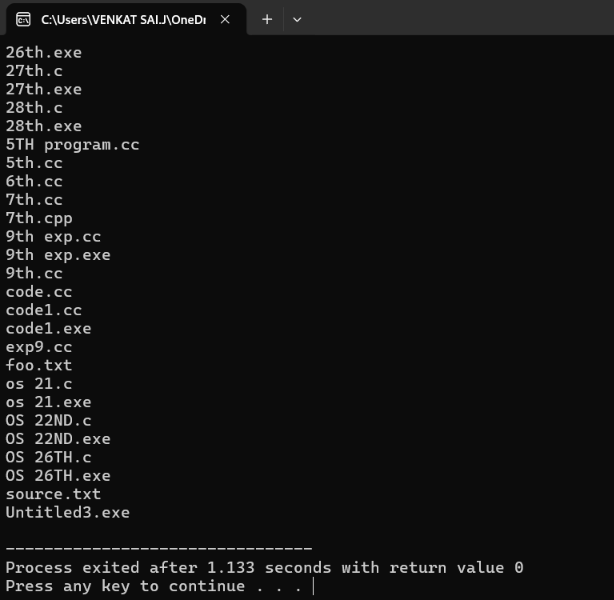 C:\Users\VENKAT SAI.J\OneDr
26th.exe
27th.c
27th.exe
28th.c
28th.exe
5TH program.cc
5th.cc
6th.cc
7th.cc
7th.cpp
9th exp.cc
9th exp.exe
9th.cc
code.cc
code1.cc
code1.exe
exp9.cc
foo.txt
os 21.c
os 21.exe
OS 22ND.c
OS 22ND.exe
OS 26TH.c
OS 26TH.exe
source.txt
Untitled3.exe
--------------------------------
Process exited after 1.133 seconds with return value 0
Press any key to continue . . .